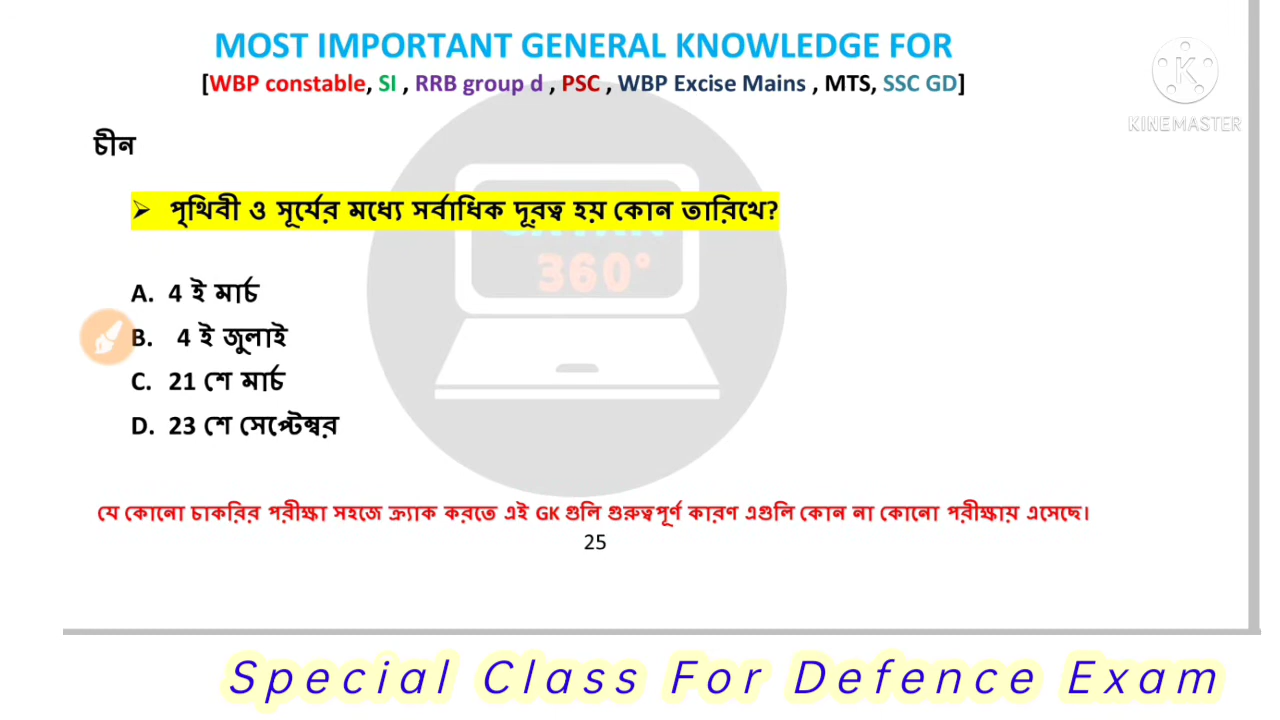 MOST IMPORTANT GENERAL KNOWLEDGE FOR
[WBP constable, SI , RRB group d , PSC , WBP Excise Mains , MTS, SSC GD]
KINEMASTER
চীন
➢ পৃথিবী ও সূর্যের মধ্যে সর্বাধিক দূরত্ব হয় কোন তারিখে?
360°
A. 4 ই মার্চ
B. 4 ই জুলাই
C. 21 শে মার্চ
D. 23 শে সেপ্টেম্বর
যে কোনো চাকরির পরীক্ষা সহজে ক্র্যাক করতে এই GK গুলি গুরুত্বপূর্ণ কারণ এগুলি কোন না কোনো পরীক্ষায় এসেছে।
25
Special Class For Defence Exam